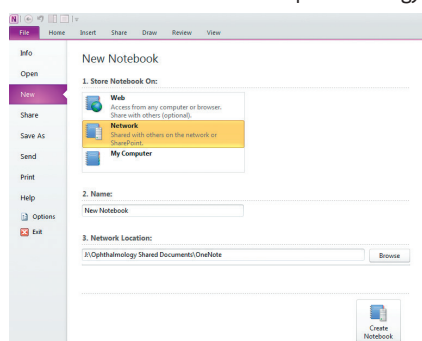 File Home Insert Share Draw Review View
Info
Open
New
Share
Save As
Send
Print
Help
Options
Exit
New Notebook
1. Store Notebook On:
Web
Access from any computer or browser.
Share with others (optional).
Network
Shared with others on the network or
SharePoint.
My Computer
2. Name:
New Notebook
3. Network Location:
J:\Ophthalmology Shared Documents\OneNote
Browse
Create
Notebook